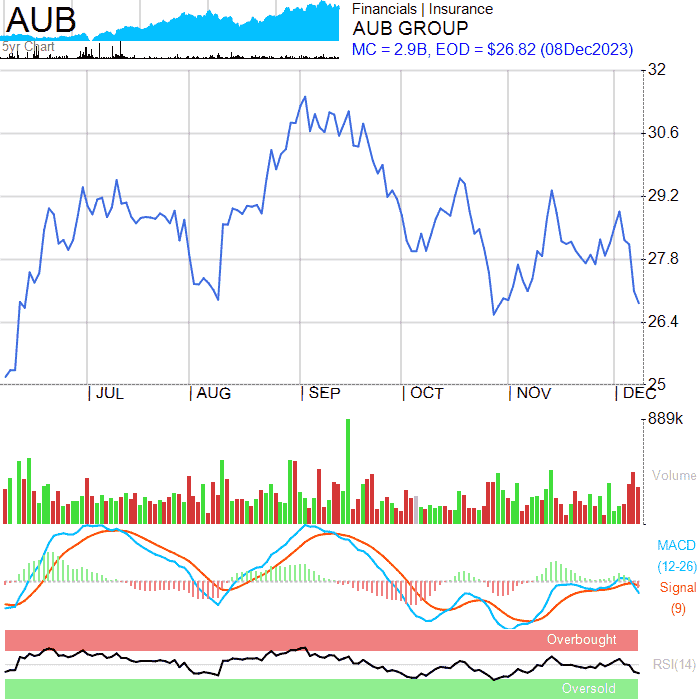 AUB
5yr Chart
Financials | Insurance
AUB GROUP
MC = 2.9B, EOD = $26.82 (08Dec2023)
32
30.6
29.2
27.8
26.4
25
JUL AUG SEP OCT NOV DEC
889k
Volume
MACD
(12-26)
Signal
(9)
Overbought
RSI(14)
Oversold